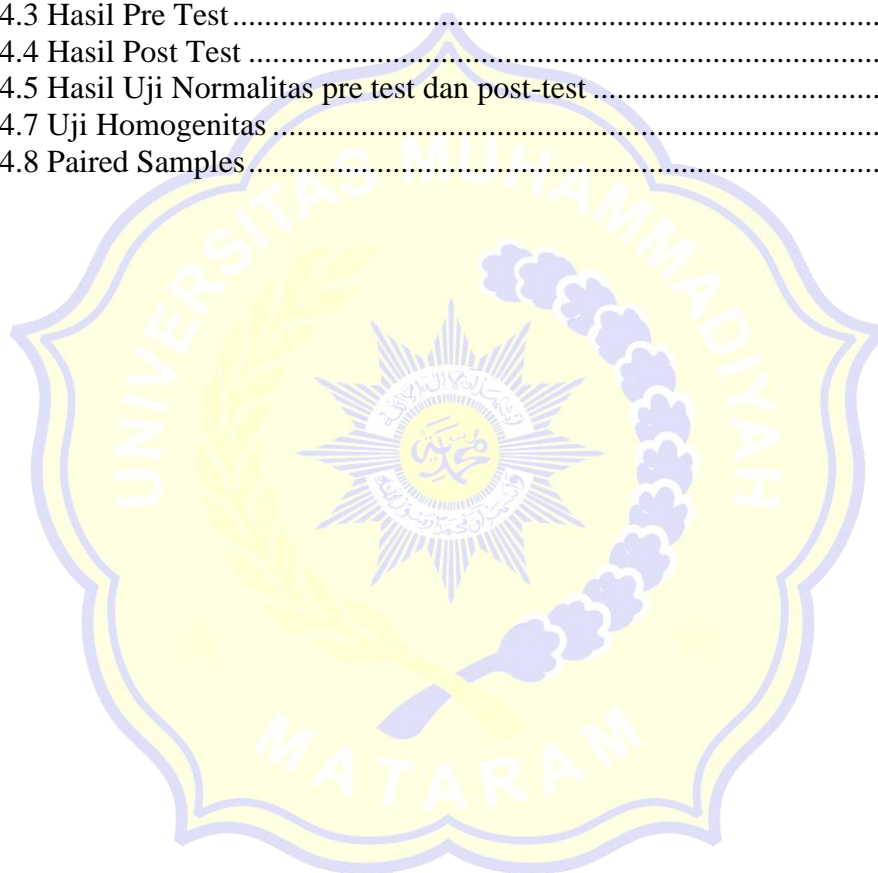 4.3 Hasil Pre Test................................................................................
4.4 Hasil Post Test ..............................................................................
4.5 Hasil Uji Normalitas pre test dan post-test ...................................
4.7 Uji Homogenitas ...........................................................................
4.8 Paired Samples..............................................................................
UNIVERSITAS MUHAMMADIYAH
MATARAM